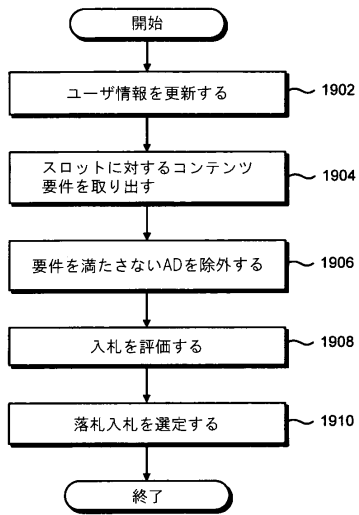 開始
ユーザ情報を更新する
1902
スロットに対するコンテンツ
要件を取り出す
1904
要件を満たさないADを除外する
1906
入札を評価する
1908
落札入札を選定する
1910
終了